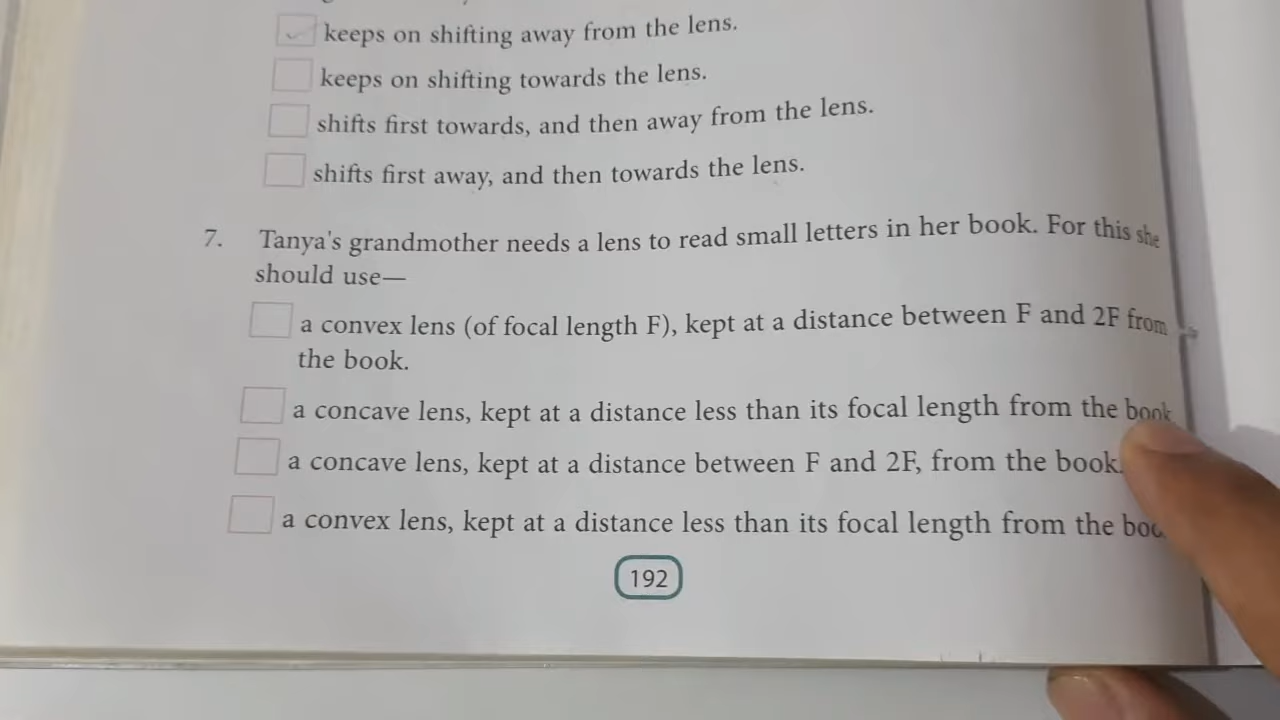 keeps on shifting away from the lens.
keeps on shifting towards the lens.
shifts first towards, and then away from the lens.
shifts first away, and then towards the lens.
7. Tanya's grandmother needs a lens to read small letters in her book. For this she
should use—
a convex lens (of focal length F), kept at a distance between F and 2F from
the book.
a concave lens, kept at a distance less than its focal length from the book
a concave lens, kept at a distance between F and 2F, from the book.
a convex lens, kept at a distance less than its focal length from the
192